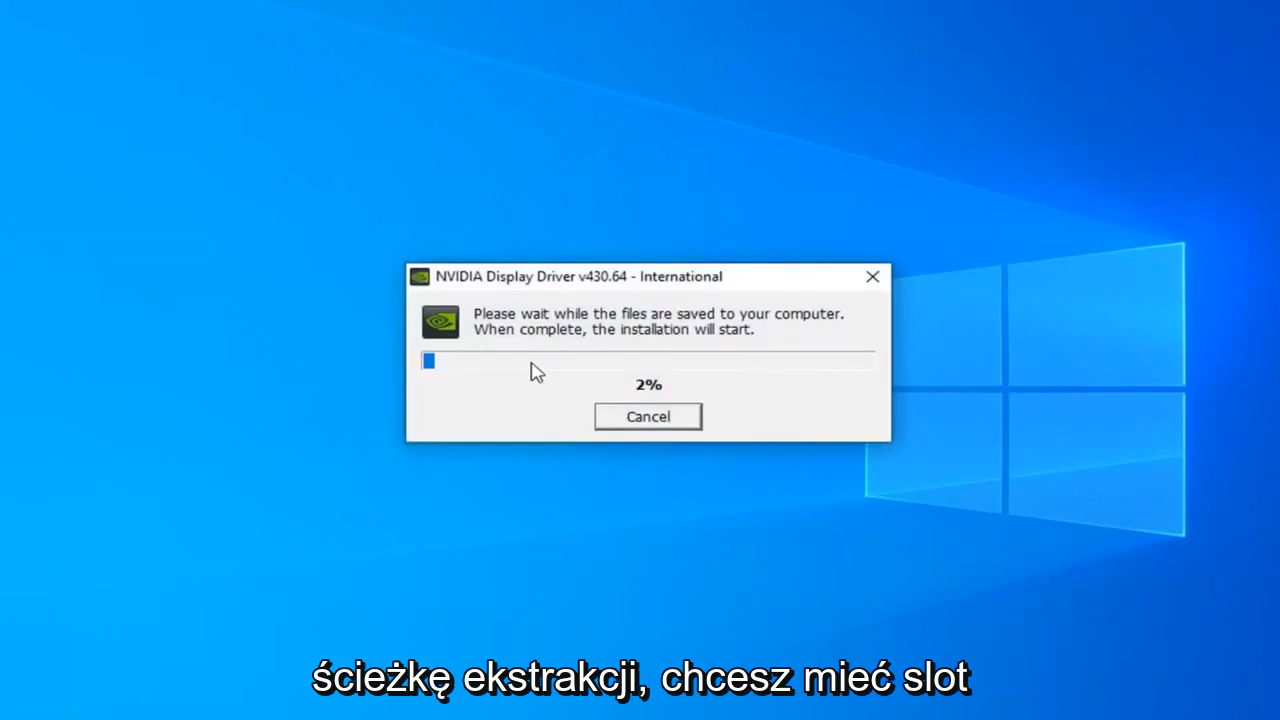 NVIDIA Display Driver v430.64 - International
Please wait while the files are saved to your computer.
When complete, the installation will start.
2%
Cancel
ścieżkę ekstrakcji, chcesz mieć slot